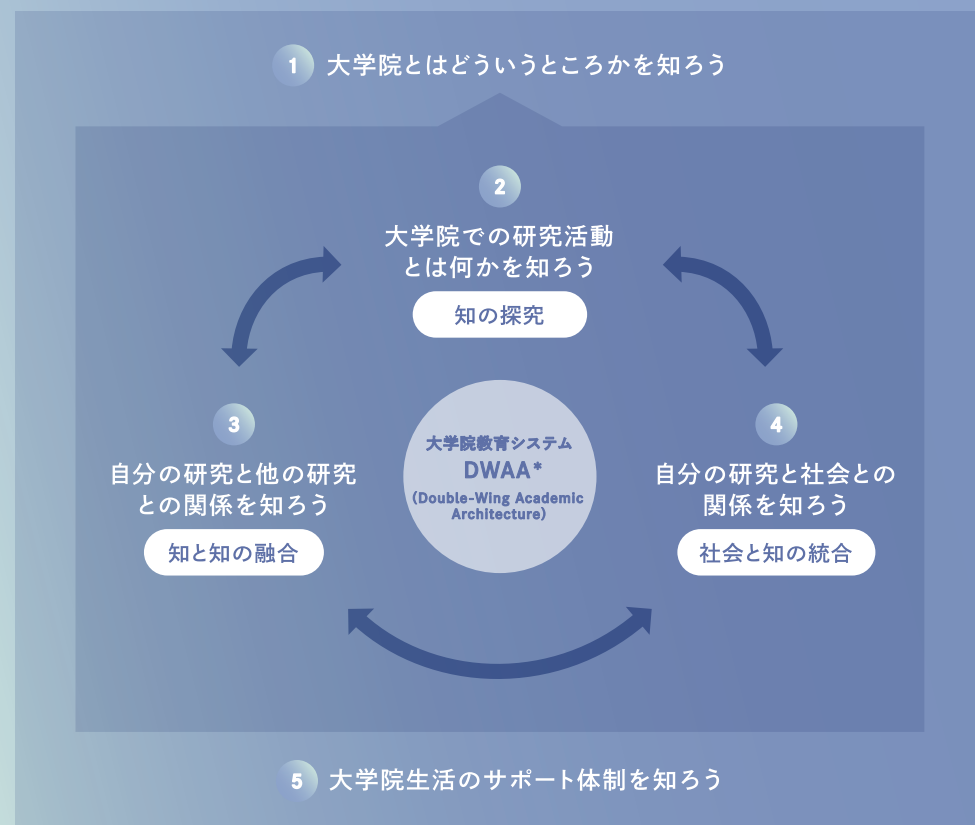 1 大学院とはどういうところかを知ろう
2
大学院での研究活動
とは何かを知ろう
知の探究
3
自分の研究と他の研究
との関係を知ろう
知と知の融合
大学院教育システム
DWAA*
(Double-Wing Academic
Architecture)
4
自分の研究と社会との
関係を知ろう
社会と知の統合
5 大学院生活のサポート体制を知ろう